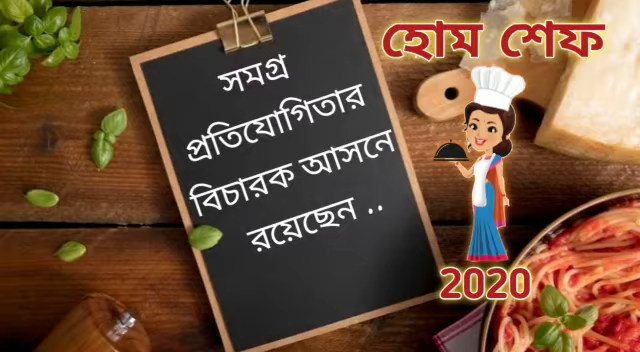 সমগ্র
প্রতিযোগিতার
বিচারক আসনে
রয়েছেন ..
হোম শেফ
2020